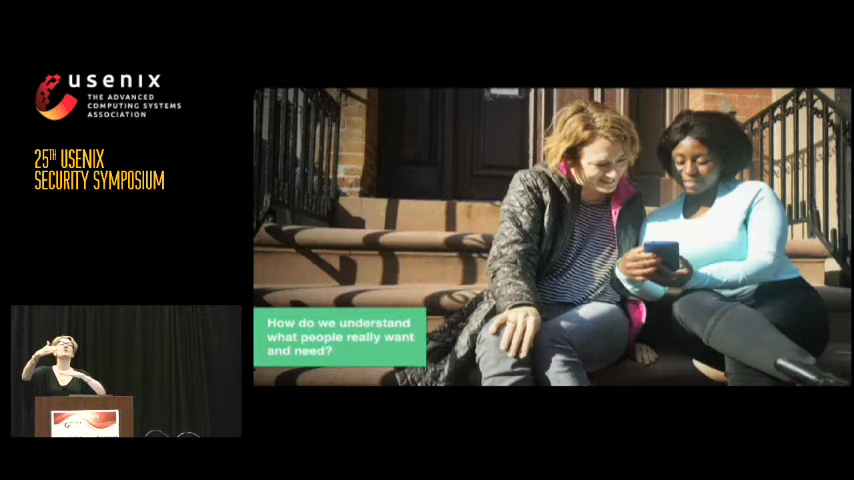 usenix
THE ADVANCED
COMPUTING SYSTEMS
ASSOCIATION
25TH USENIX
SECURITY SYMPOSIUM
How do we understand
what people really want
and need?